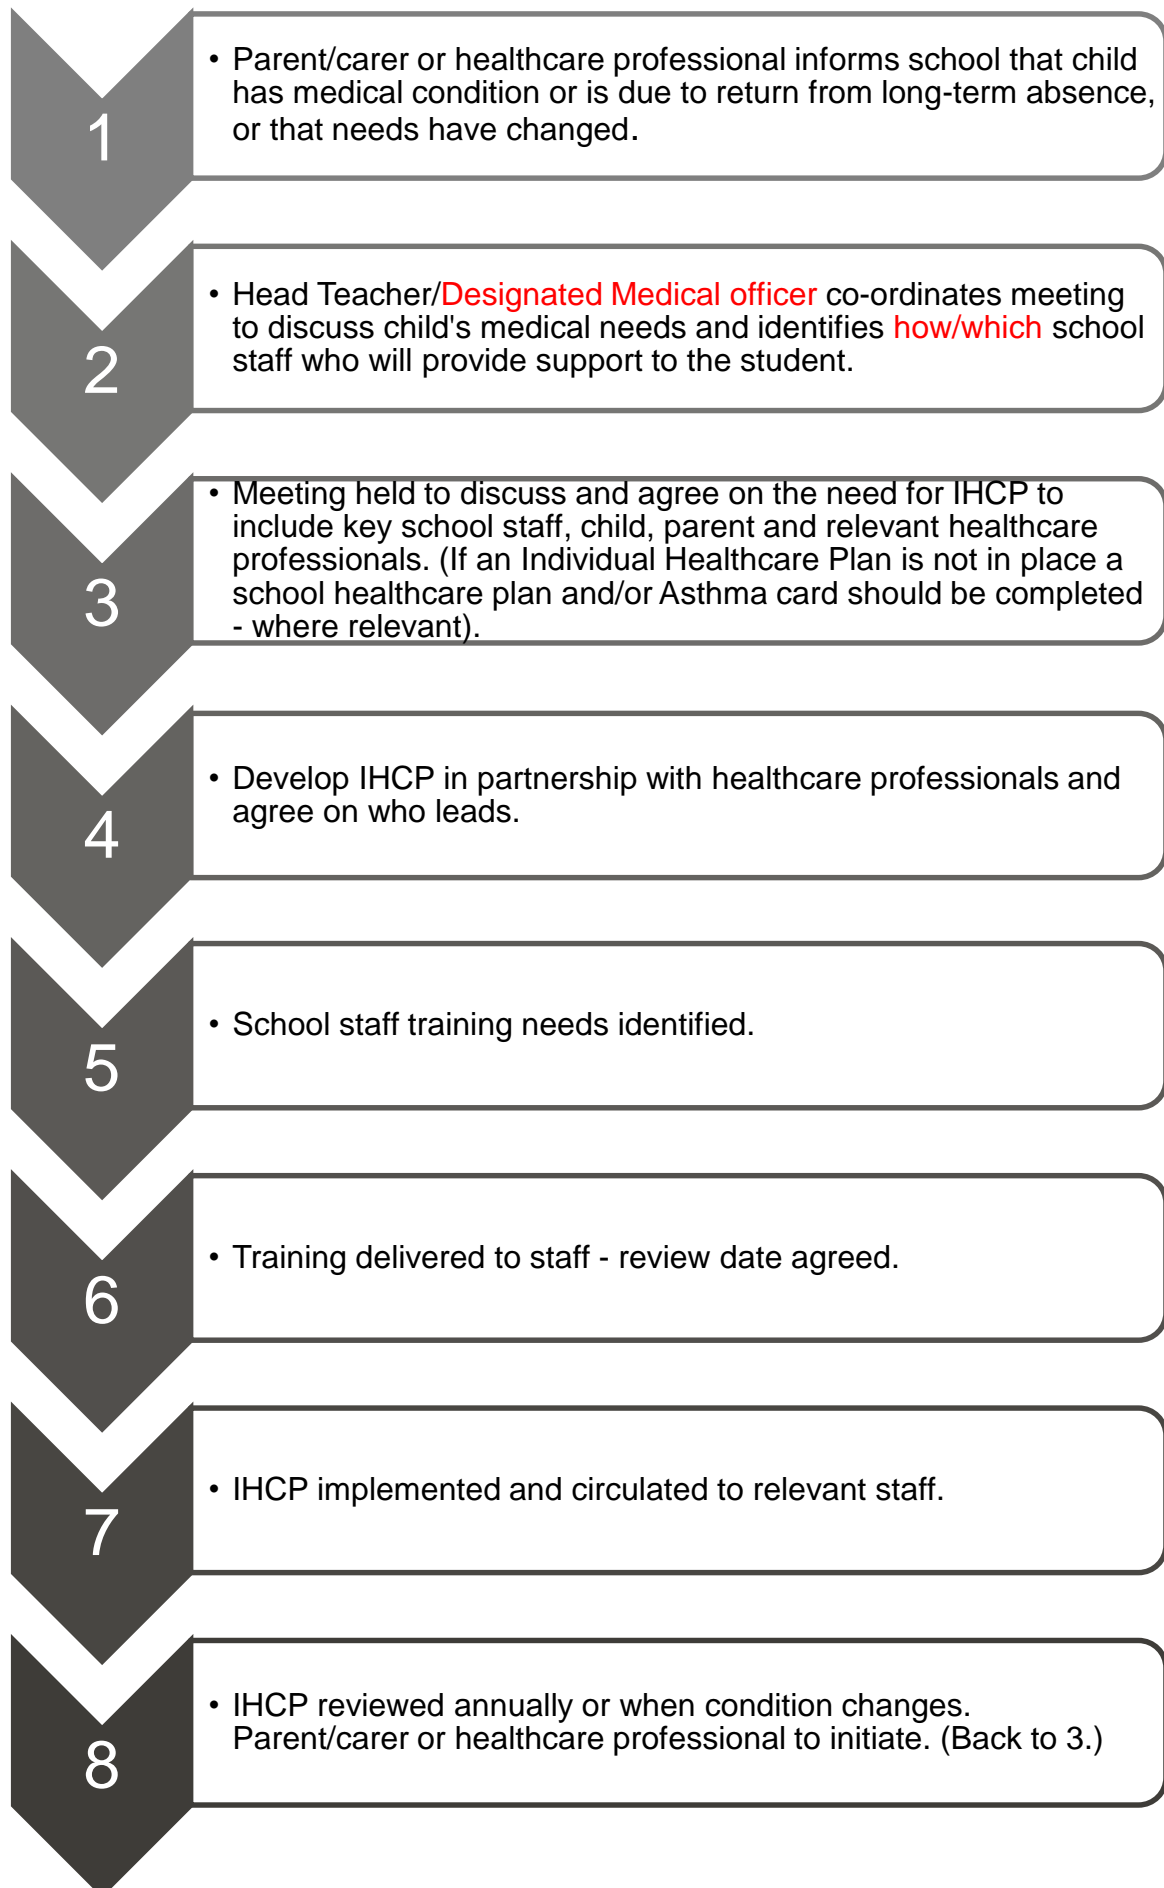 1
• Parent/carer or healthcare professional informs school that child
has medical condition or is due to return from long-term absence,
or that needs have changed.
2
• Head Teacher/Designated Medical officer co-ordinates meeting
to discuss child's medical needs and identifies how/which school
staff who will provide support to the student.
3
• Meeting held to discuss and agree on the need for IHCP to
include key school staff, child, parent and relevant healthcare
professionals. (If an Individual Healthcare Plan is not in place a
school healthcare plan and/or Asthma card should be completed
- where relevant).
4
• Develop IHCP in partnership with healthcare professionals and
agree on who leads.
5
• School staff training needs identified.
6
• Training delivered to staff - review date agreed.
7
• IHCP implemented and circulated to relevant staff.
8
• IHCP reviewed annually or when condition changes.
Parent/carer or healthcare professional to initiate. (Back to 3.)